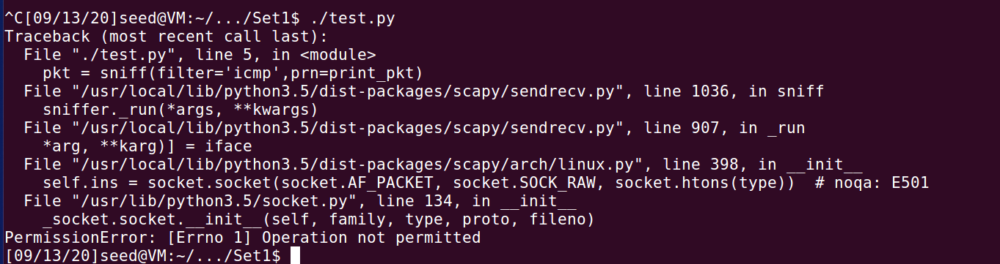 ^C[09/13/20]seed@VM:~/.../Set1$ ./test.py
Traceback (most recent call last):
  File "./test.py", line 5, in <module>
    pkt = sniff(filter='icmp',prn=print_pkt)
  File "/usr/local/lib/python3.5/dist-packages/scapy/sendrecv.py", line 1036, in sniff
    sniffer._run(*args, **kwargs)
  File "/usr/local/lib/python3.5/dist-packages/scapy/sendrecv.py", line 907, in _run
    *arg, **karg)] = iface
  File "/usr/local/lib/python3.5/dist-packages/scapy/arch/linux.py", line 398, in __init__
    self.ins = socket.socket(socket.AF_PACKET, socket.SOCK_RAW, socket.htons(type))  # noqa: E501
  File "/usr/lib/python3.5/socket.py", line 134, in __init__
    _socket.socket.__init__(self, family, type, proto, fileno)
PermissionError: [Errno 1] Operation not permitted
[09/13/20]seed@VM:~/.../Set1$